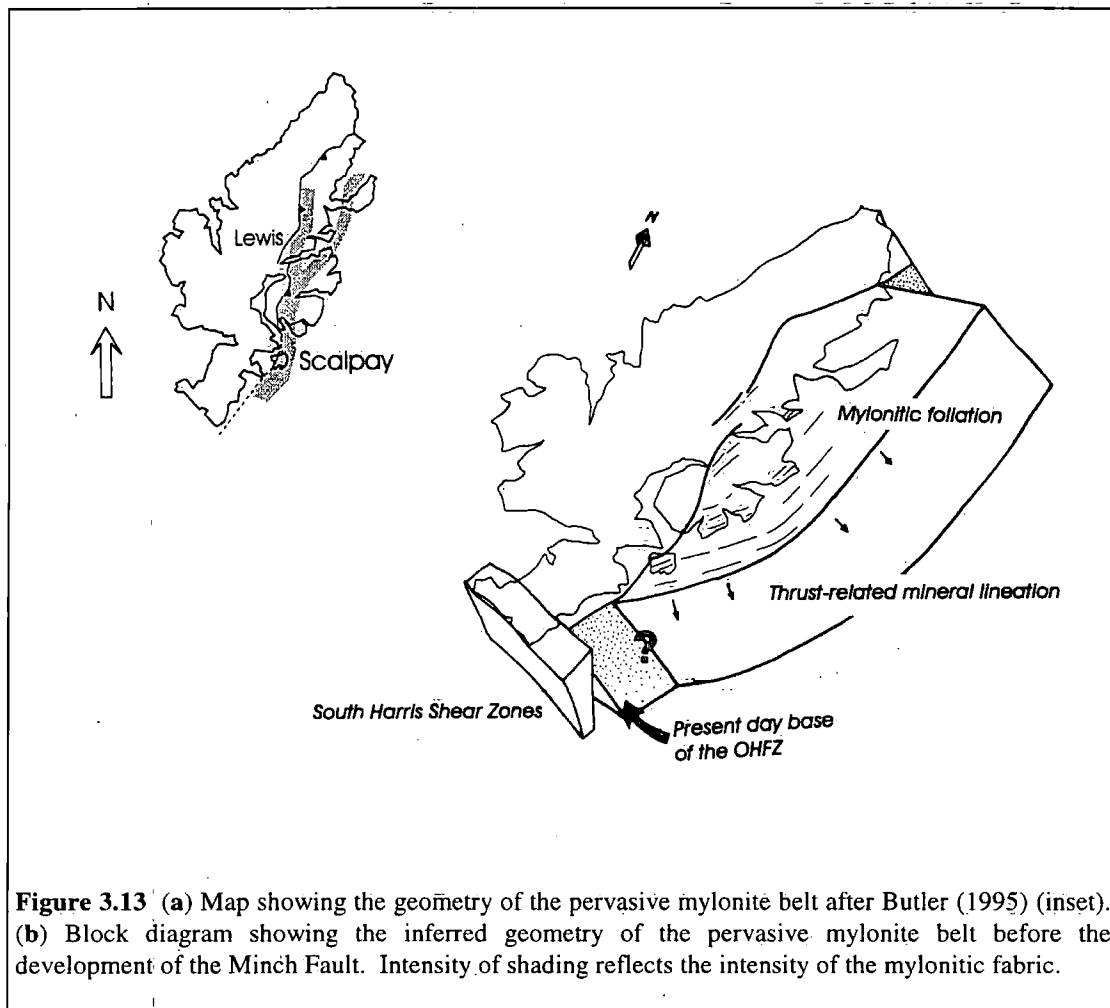 N
Lewis
Scalpay
N
Mylonitic foliation
Thrust-related mineral lineation
?
South Harris Shear Zones
Present day base
of the OHFZ
Figure 3.13 (a) Map showing the geometry of the pervasive mylonite belt after Butler (1995) (inset).
(b) Block diagram showing the inferred geometry of the pervasive mylonite belt before the
development of the Minch Fault. Intensity of shading reflects the intensity of the mylonitic fabric.